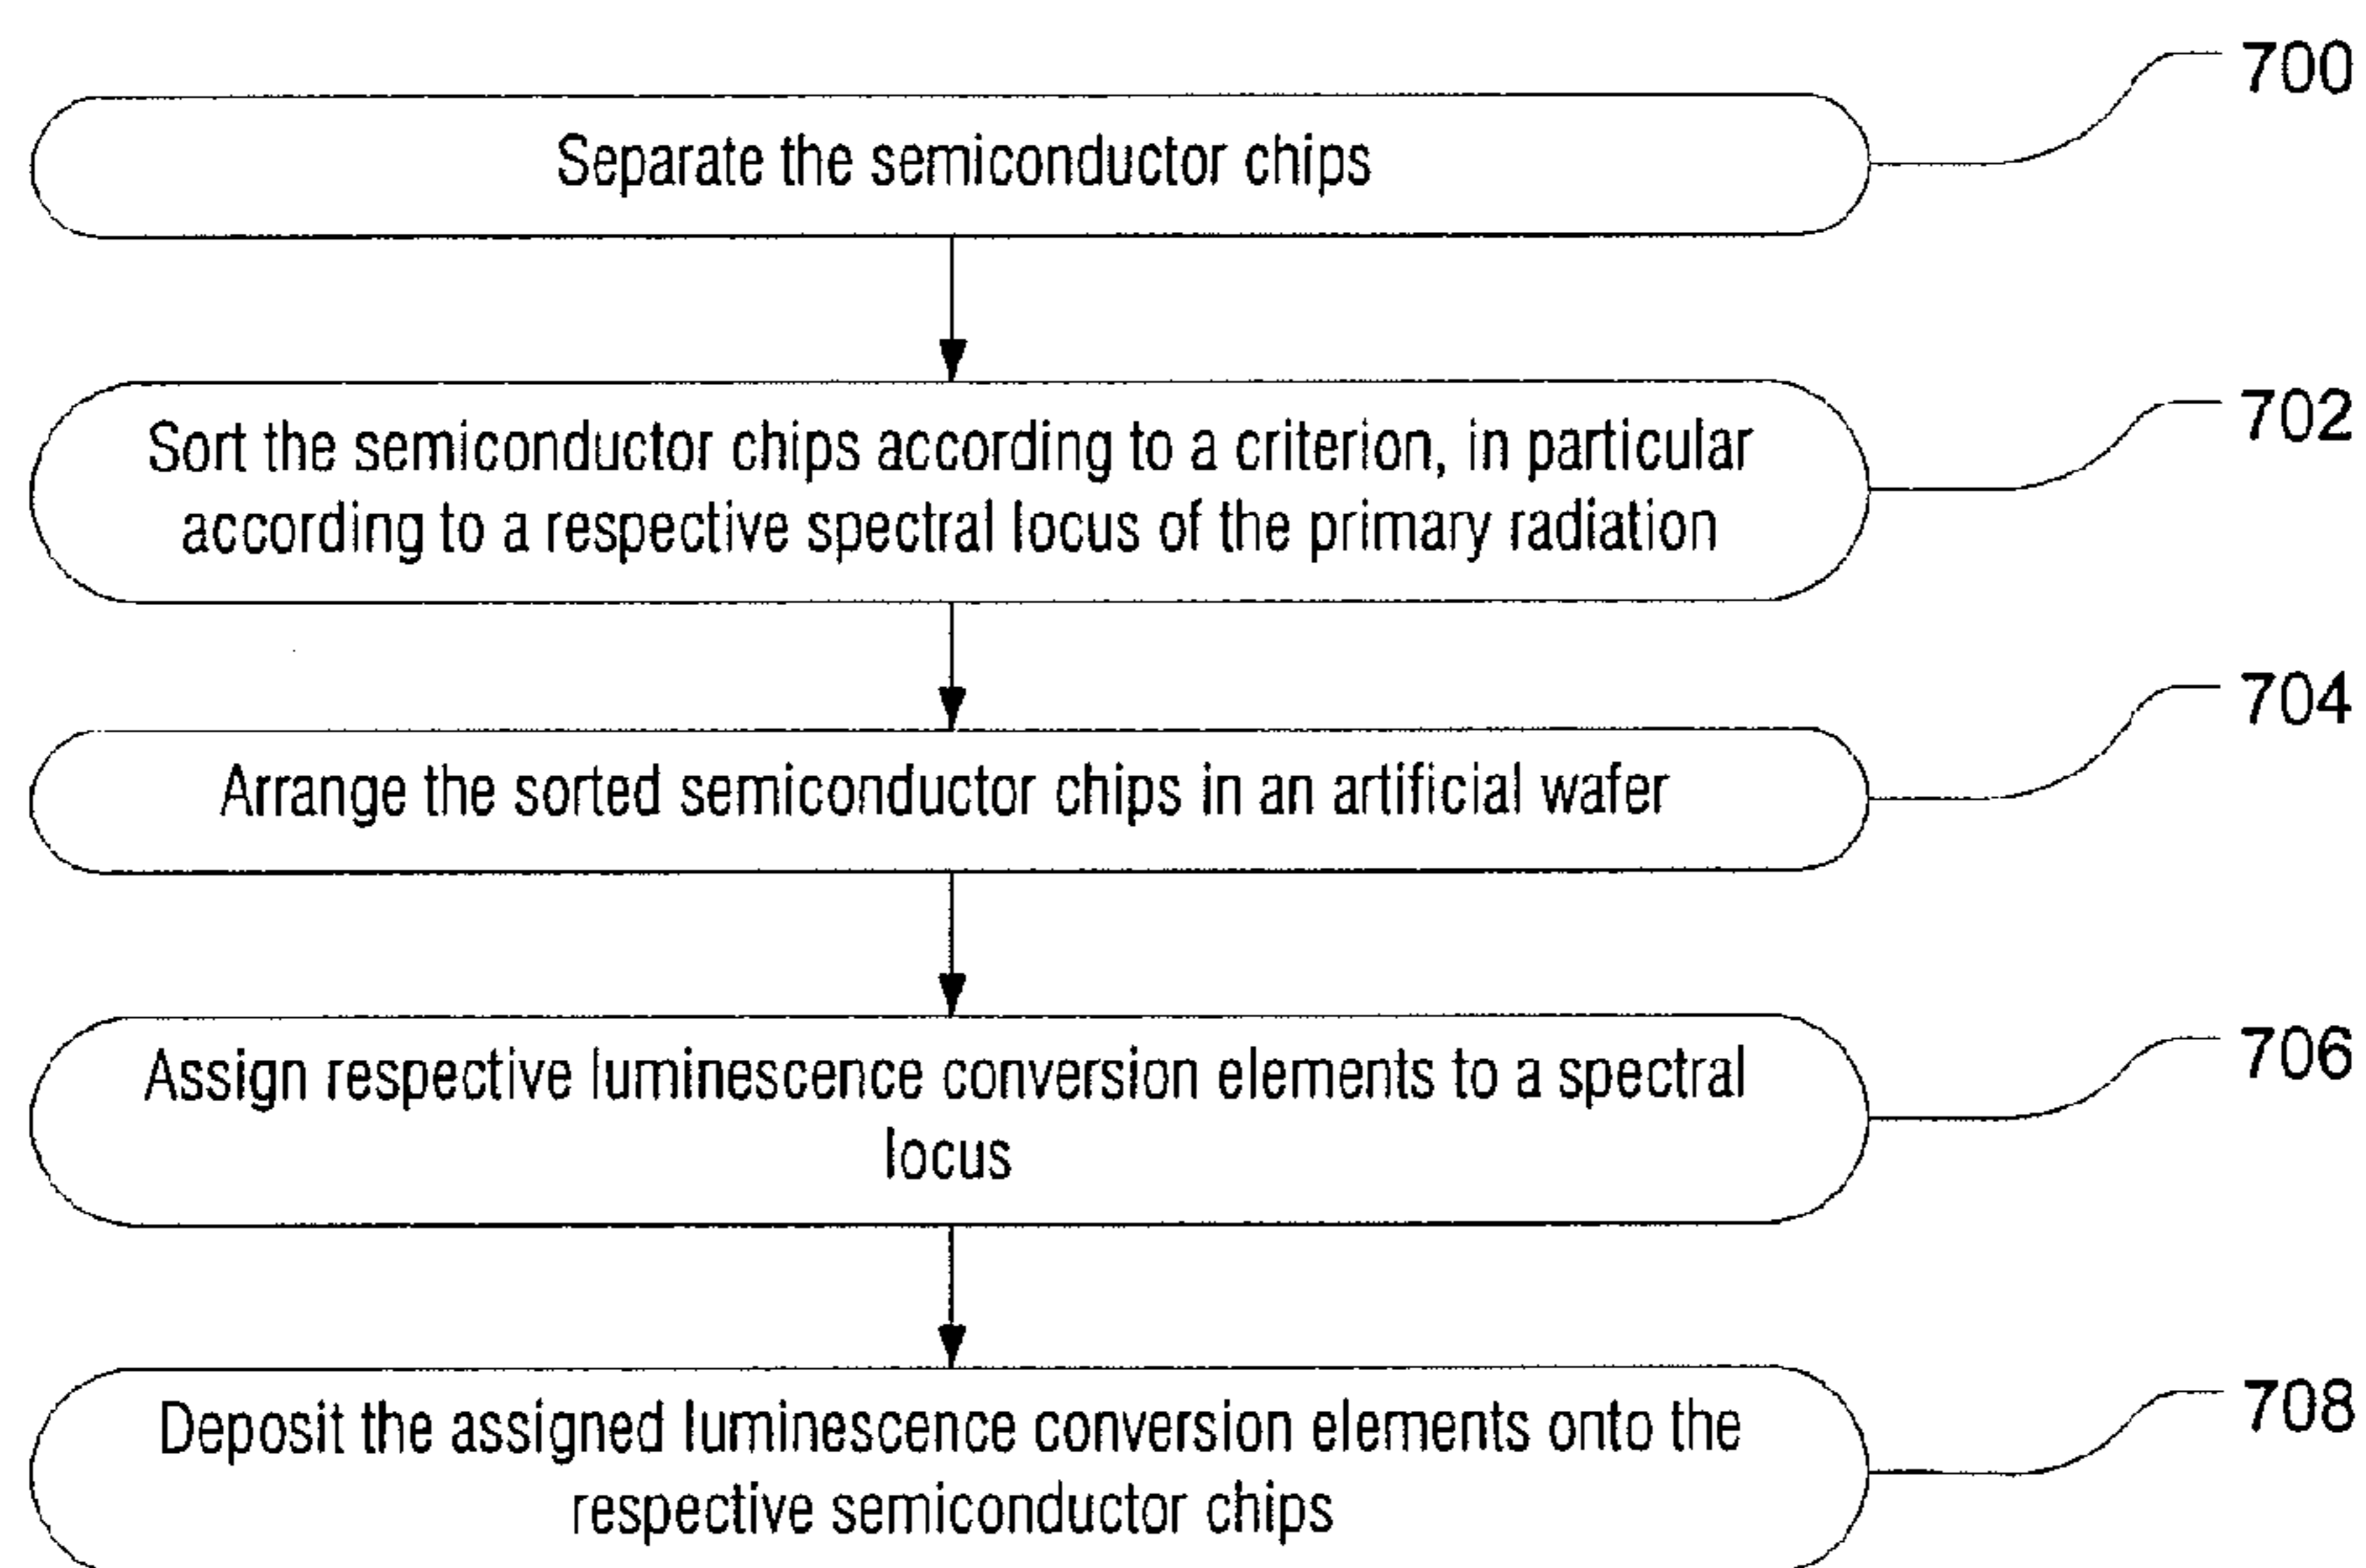 700
Separate the semiconductor chips
702
Sort the semiconductor chips according to a criterion, in particular
according to a respective spectral locus of the primary radiation
704
Arrange the sorted semiconductor chips in an artificial wafer
706
Assign respective luminescence conversion elements to a spectral
locus
708
Deposit the assigned luminescence conversion elements onto the
respective semiconductor chips